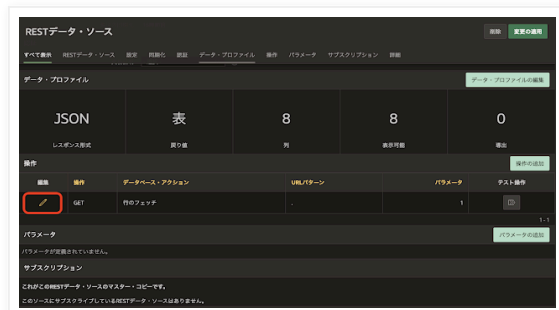 RESTデータ・ソース
削除 変更の適用
すべて表示 RESTデータ・ソース 設定 同期化 認証 データ・プロファイル 操作 パラメータ サブスクリプション 詳細
データ・プロファイル
データ・プロファイルの編集
JSON 表 8 8 0
レスポンス形式 戻り値 列 表示可能 導出
操作
操作の追加
編集 操作 データベース・アクション URLパターン パラメータ テスト操作
GET 行のフェッチ . 1
1-1
パラメータ
パラメータの追加
パラメータが定義されていません。
サブスクリプション
これがこのRESTデータ・ソースのマスター・コピーです。
このソースにサブスクライブしているRESTデータ・ソースはありません。